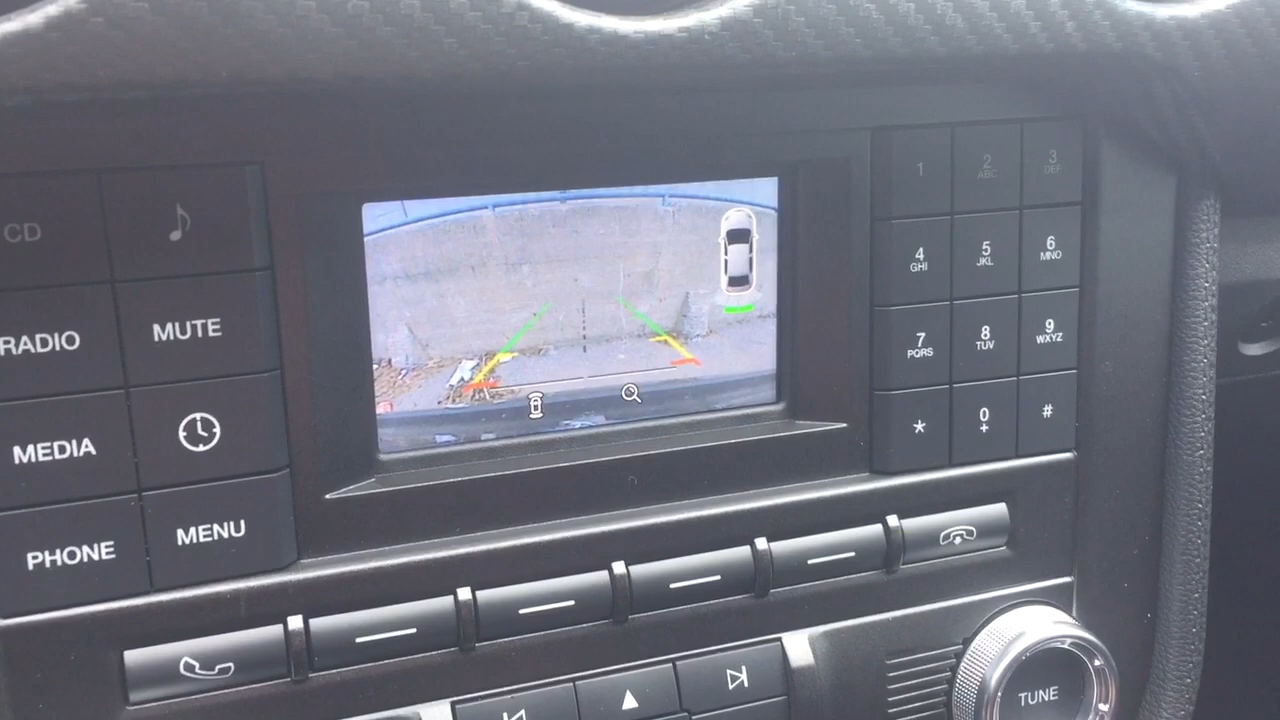 CD
RADIO
MUTE
MEDIA
PHONE
MENU
1
2
ABC
3
DEF
4
GHI
5
JKL
6
MNO
7
PQRS
8
TUV
9
WXYZ
*
0
+
#
TUNE